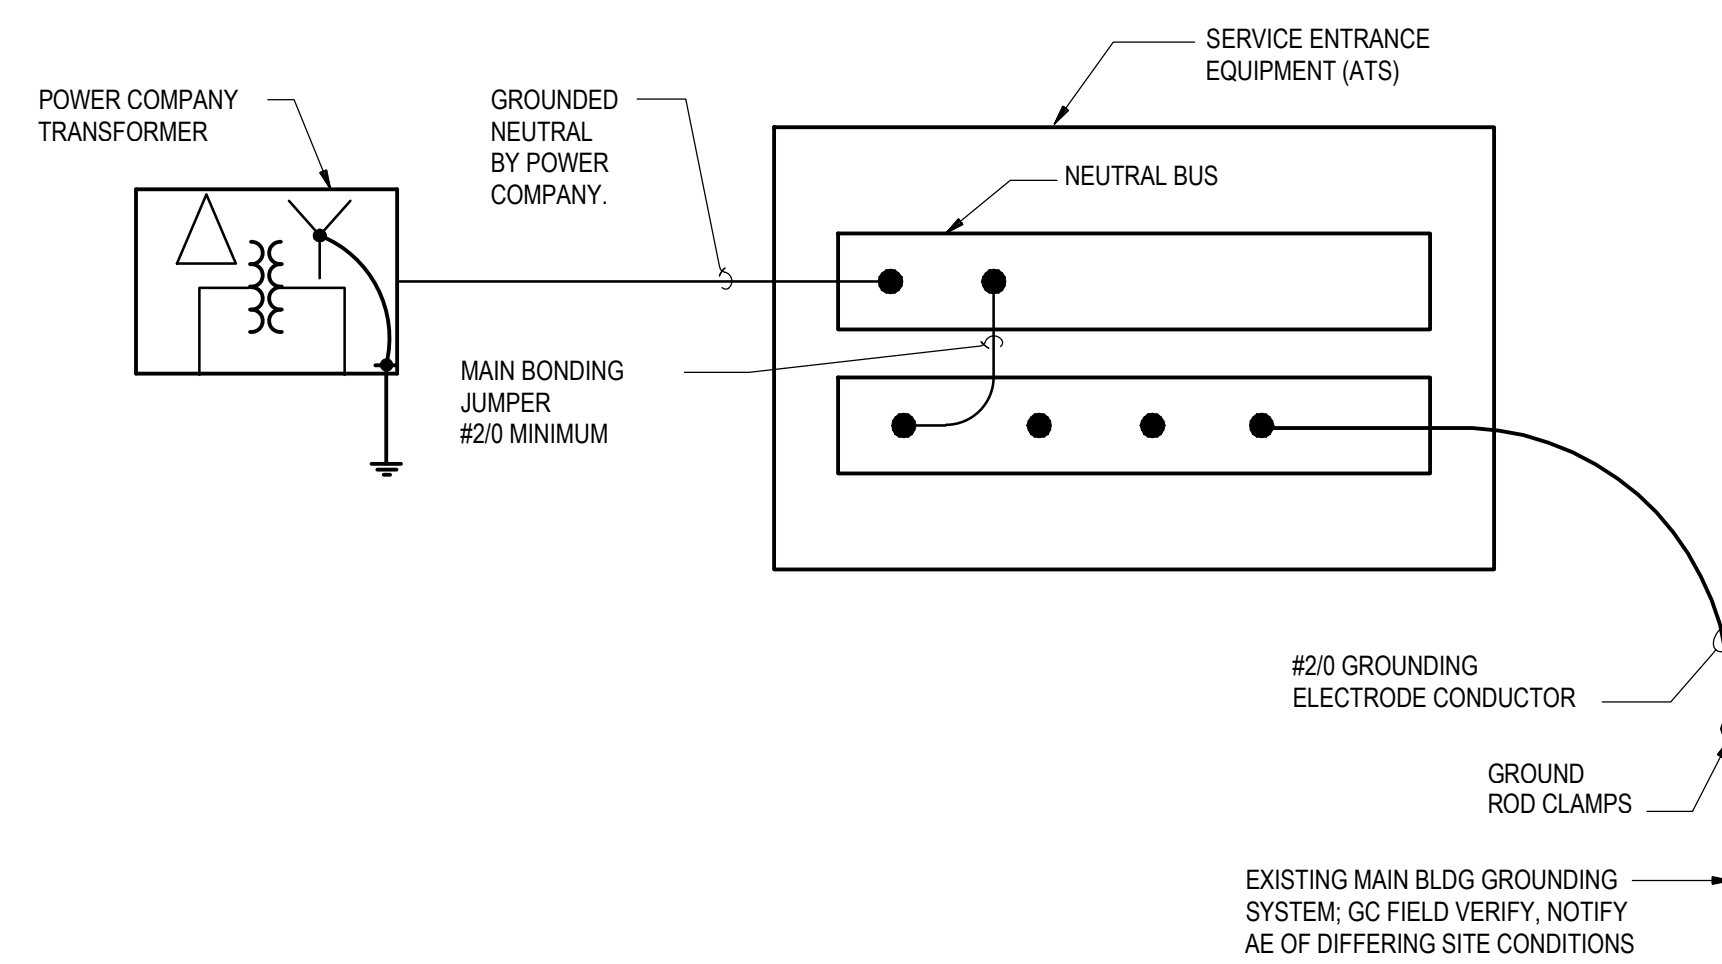 SERVICE ENTRANCE
EQUIPMENT (ATS)
POWER COMPANY
TRANSFORMER
GROUNDED
NEUTRAL
BY POWER
COMPANY.
NEUTRAL BUS
MAIN BONDING
JUMPER
#2/0 MINIMUM
#2/0 GROUNDING
ELECTRODE CONDUCTOR
GROUND
ROD CLAMPS
EXISTING MAIN BLDG GROUNDING
SYSTEM; GC FIELD VERIFY, NOTIFY
AE OF DIFFERING SITE CONDITIONS